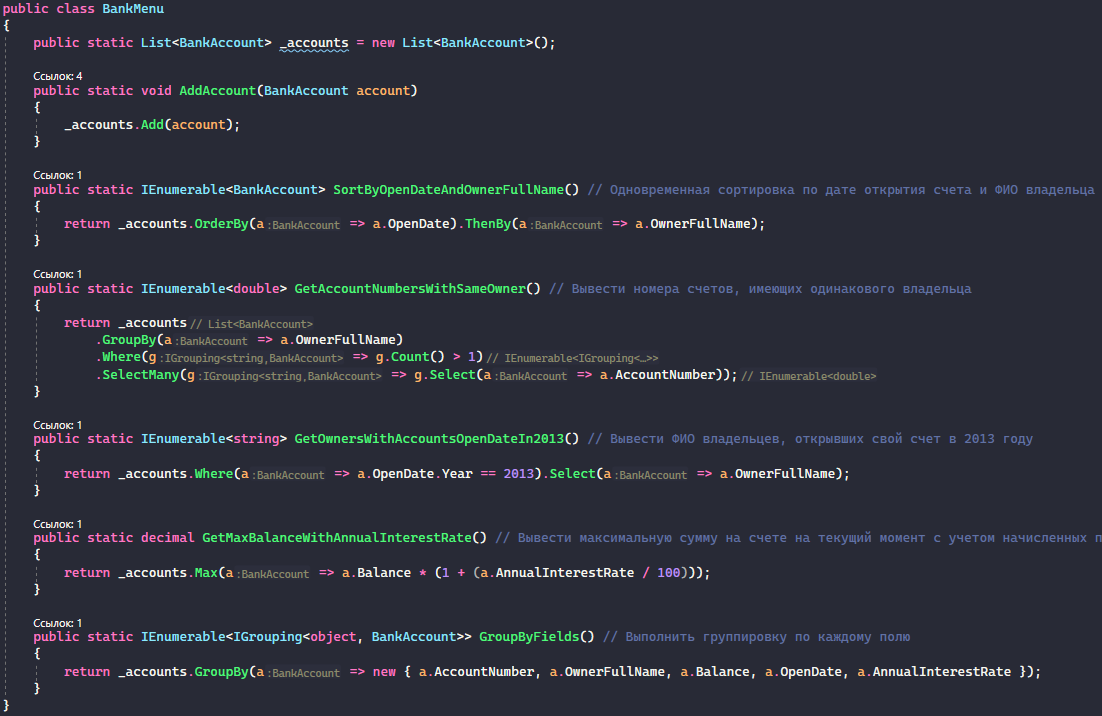 public class BankMenu
{
public static List<BankAccount> _accounts = new List<BankAccount>();
Ссылок: 4
public static void AddAccount(BankAccount account)
{
_accounts.Add(account);
}
Ссылок: 1
public static IEnumerable<BankAccount> SortByOpenDateAndOwnerFullName() // Одновременная сортировка по дате открытия счета и ФИО владельца
{
return _accounts.OrderBy(a :BankAccount => a.OpenDate).ThenBy(a :BankAccount => a.OwnerFullName);
}
Ссылок: 1
public static IEnumerable<double> GetAccountNumbersWithSameOwner() // Вывести номера счетов, имеющих одинакового владельца
{
return _accounts // List<BankAccount>
.GroupBy(a :BankAccount => a.OwnerFullName)
.Where(g :IGrouping<string,BankAccount> => g.Count() > 1) // IEnumerable<IGrouping<…>>
.SelectMany(g :IGrouping<string,BankAccount> => g.Select(a :BankAccount => a.AccountNumber)); // IEnumerable<double>
}
Ссылок: 1
public static IEnumerable<string> GetOwnersWithAccountsOpenDateIn2013() // Вывести ФИО владельцев, открывших свой счет в 2013 году
{
return _accounts.Where(a :BankAccount => a.OpenDate.Year == 2013).Select(a :BankAccount => a.OwnerFullName);
}
Ссылок: 1
public static decimal GetMaxBalanceWithAnnualInterestRate() // Вывести максимальную сумму на счете на текущий момент с учетом начисленных п
{
return _accounts.Max(a :BankAccount => a.Balance * (1 + (a.AnnualInterestRate / 100)));
}
Ссылок: 1
public static IEnumerable<IGrouping<object, BankAccount>> GroupByFields() // Выполнить группировку по каждому полю
{
return _accounts.GroupBy(a :BankAccount => new { a.AccountNumber, a.OwnerFullName, a.Balance, a.OpenDate, a.AnnualInterestRate });
}
}